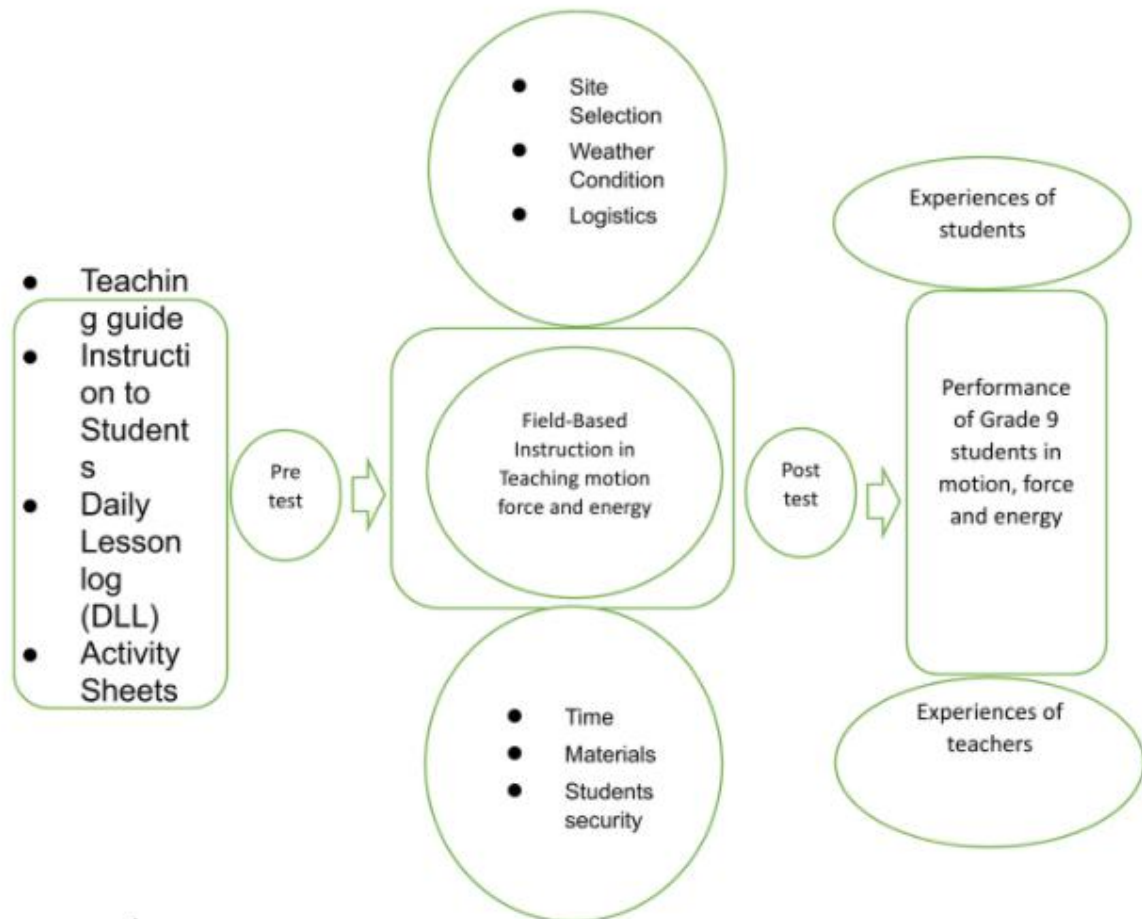 ● Teachin
g guide
● Instructi
on to
Student
s
● Daily
Lesson
log
(DLL)
● Activity
Sheets
Pre
test
● Site
Selection
● Weather
Condition
● Logistics
Field-Based
Instruction in
Teaching motion
force and energy
● Time
● Materials
● Students
security
Post
test
Experiences of
students
Performance
of Grade 9
students in
motion, force
and energy
Experiences of
teachers